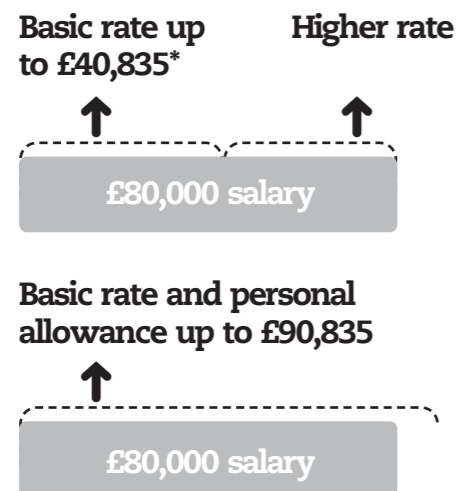 Basic rate up
to £40,835*
Higher rate
£80,000 salary
Basic rate and personal
allowance up to £90,835
£80,000 salary